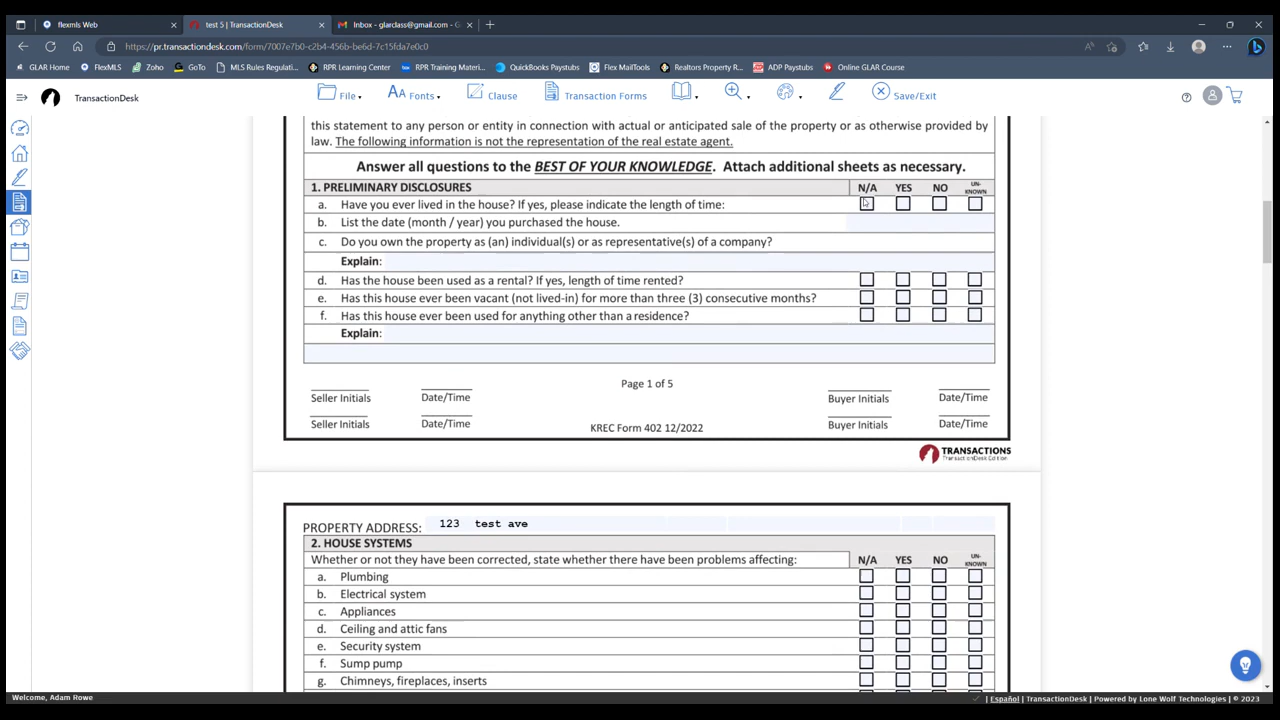 flexmls Web
test 5 | TransactionDesk
Inbox - glarclass@gmail.com - G
https://pr.transactiondesk.com/form/7007e7b0-c2b4-456b-be6d-7c15fda7e0c0
GLAR Home
FlexMLS
Zoho
GoTo
MLS Rules Regulati...
RPR Learning Center
RPR Training Materi...
QuickBooks Paystubs
Flex MailTools
Realtors Property R...
ADP Paystubs
Online GLAR Course
TransactionDesk
File
Fonts
Clause
Transaction Forms
Save/Exit
this statement to any person or entity in connection with actual or anticipated sale of the property or as otherwise provided by
law. The following information is not the representation of the real estate agent.
Answer all questions to the BEST OF YOUR KNOWLEDGE. Attach additional sheets as necessary.
1. PRELIMINARY DISCLOSURES N/A YES NO UN-KNOWN
a. Have you ever lived in the house? If yes, please indicate the length of time:
b. List the date (month / year) you purchased the house.
c. Do you own the property as (an) individual(s) or as representative(s) of a company?
Explain:
d. Has the house been used as a rental? If yes, length of time rented?
e. Has this house ever been vacant (not lived-in) for more than three (3) consecutive months?
f. Has this house ever been used for anything other than a residence?
Explain:
Page 1 of 5
Seller Initials Date/Time Buyer Initials Date/Time
Seller Initials Date/Time KREC Form 402 12/2022 Buyer Initials Date/Time
TRANSACTIONS
TransactionDesk Edition
PROPERTY ADDRESS: 123 test ave
2. HOUSE SYSTEMS
Whether or not they have been corrected, state whether there have been problems affecting: N/A YES NO UN-KNOWN
a. Plumbing
b. Electrical system
c. Appliances
d. Ceiling and attic fans
e. Security system
f. Sump pump
g. Chimneys, fireplaces, inserts
Welcome, Adam Rowe
| Español | TransactionDesk | Powered by Lone Wolf Technologies | © 2023